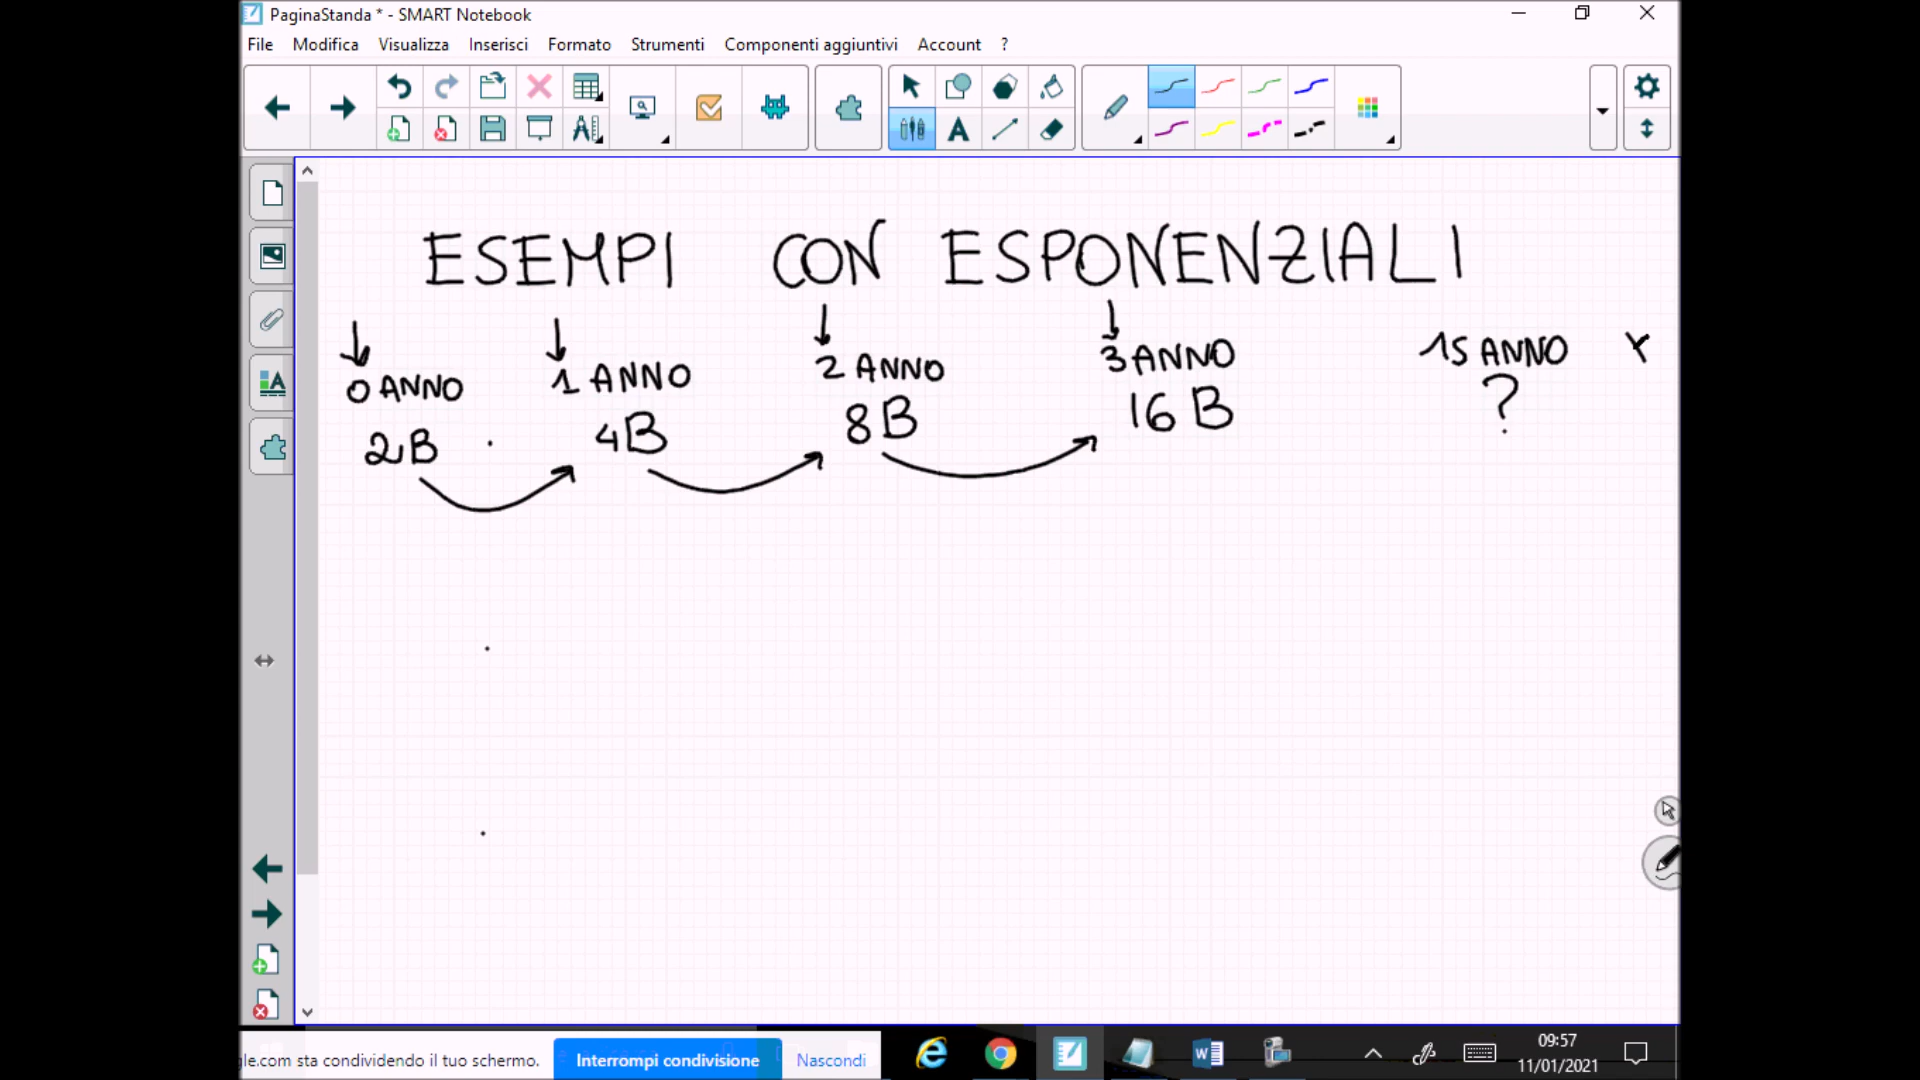 PaginaStanda * - SMART Notebook
File Modifica Visualizza Inserisci Formato Strumenti Componenti aggiuntivi Account ?
ESEMPI CON ESPONENZIALI
0 ANNO 1 ANNO 2 ANNO 3 ANNO 15 ANNO
2B 4B 8B 16 B ?
gle.com sta condividendo il tuo schermo. Interrompi condivisione Nascondi
09:57
11/01/2021